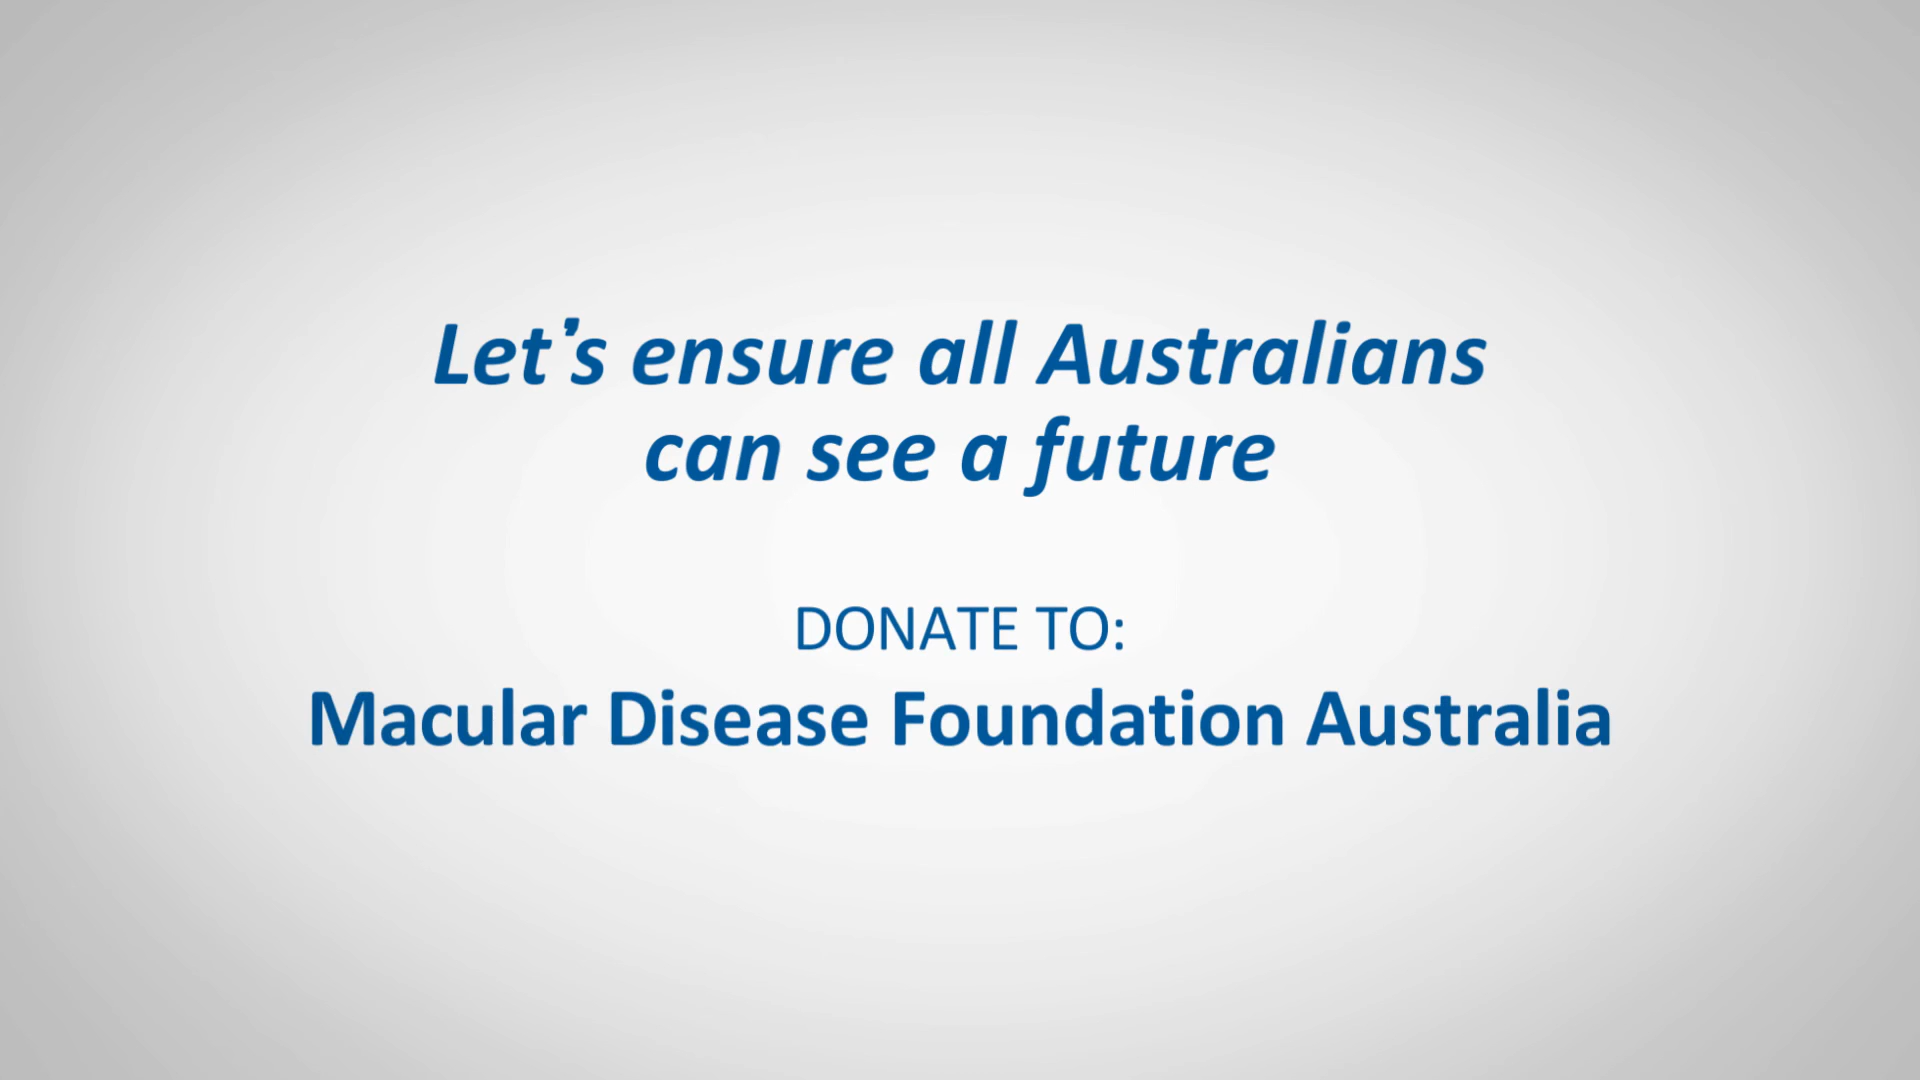 Let’s ensure all Australians
can see a future
DONATE TO:
Macular Disease Foundation Australia